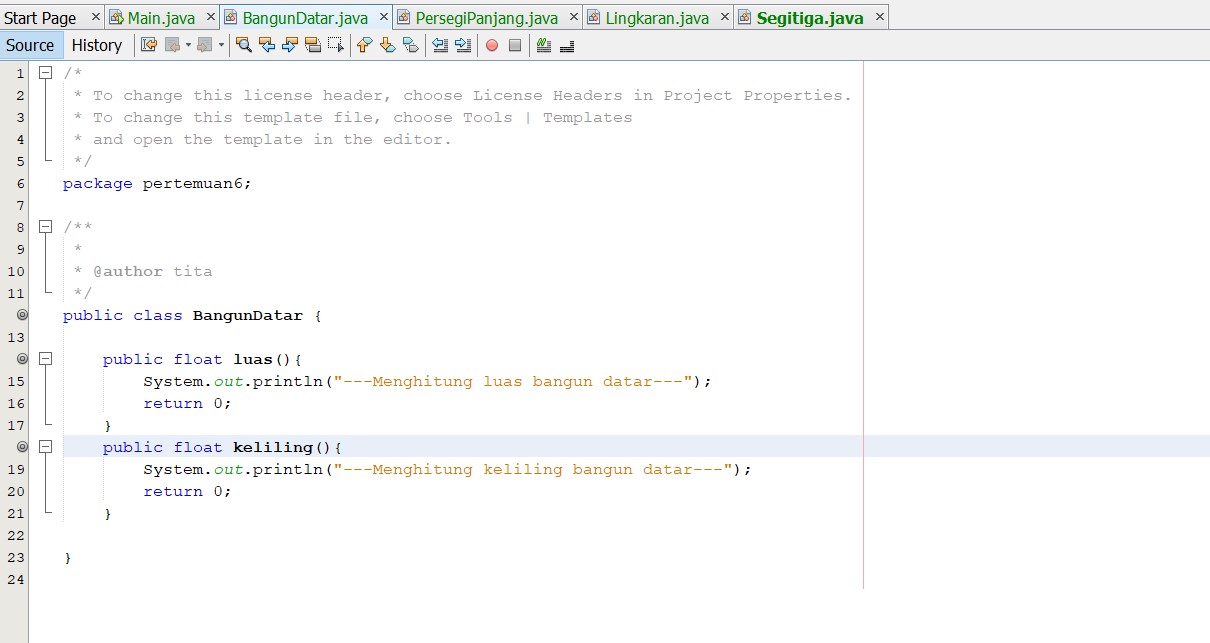 Start Page × Main.java × BangunDatar.java × PersegiPanjang.java × Lingkaran.java × Segitiga.java ×
Source History
1 /*
2 * To change this license header, choose License Headers in Project Properties.
3 * To change this template file, choose Tools | Templates
4 * and open the template in the editor.
5 */
6 package pertemuan6;
7
8 /**
9 *
10 * @author tita
11 */
public class BangunDatar {
13
public float luas(){
15 System.out.println("---Menghitung luas bangun datar---");
16 return 0;
17 }
public float keliling(){
19 System.out.println("---Menghitung keliling bangun datar---");
20 return 0;
21 }
22
23 }
24